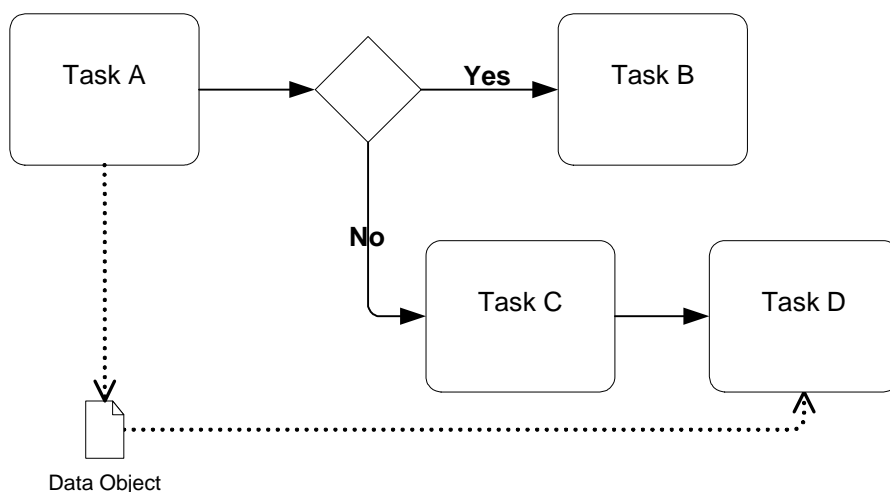 Task A
Yes
Task B
No
Task C
Task D
Data Object